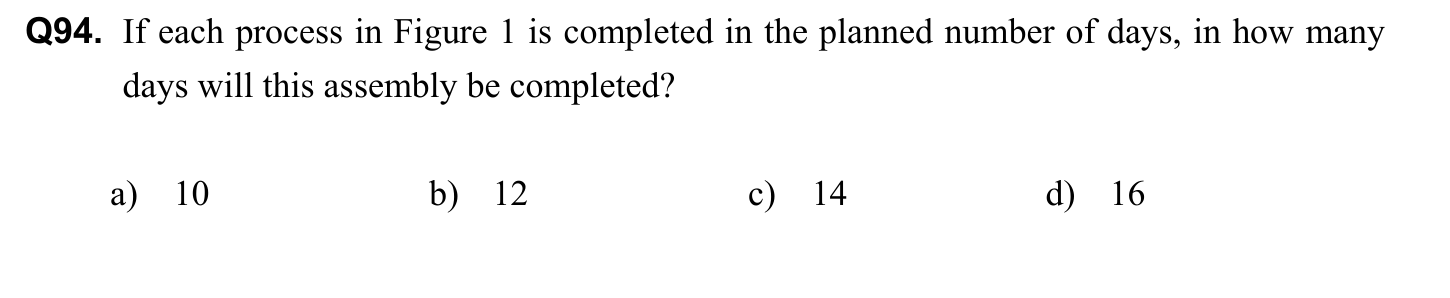 Q94. If each process in Figure 1 is completed in the planned number of days, in how many
days will this assembly be completed?
a) 10 b) 12 c) 14 d) 16